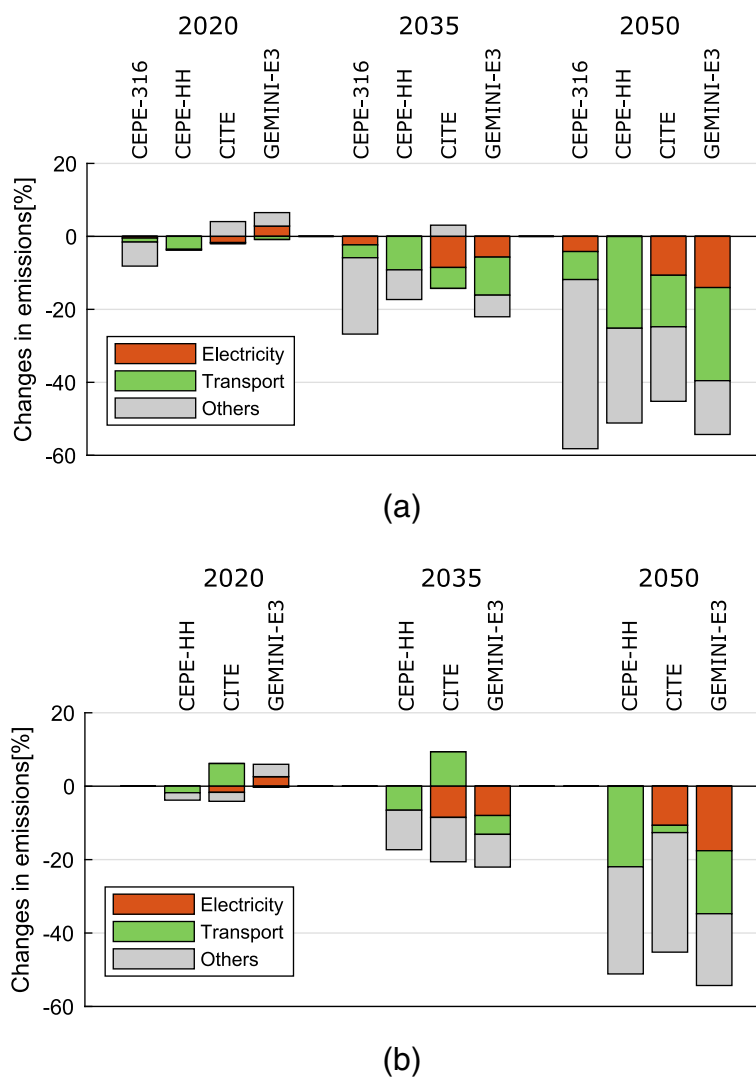 2020 2035 2050
CEPE-316 CEPE-HH CITE GEMINI-E3 CEPE-316 CEPE-HH CITE GEMINI-E3 CEPE-316 CEPE-HH CITE GEMINI-E3
Changes in emissions[%]
20
0
-20
-40
-60
Electricity
Transport
Others
(a)
2020 2035 2050
CEPE-HH CITE GEMINI-E3 CEPE-HH CITE GEMINI-E3 CEPE-HH CITE GEMINI-E3
Changes in emissions[%]
20
0
-20
-40
-60
Electricity
Transport
Others
(b)